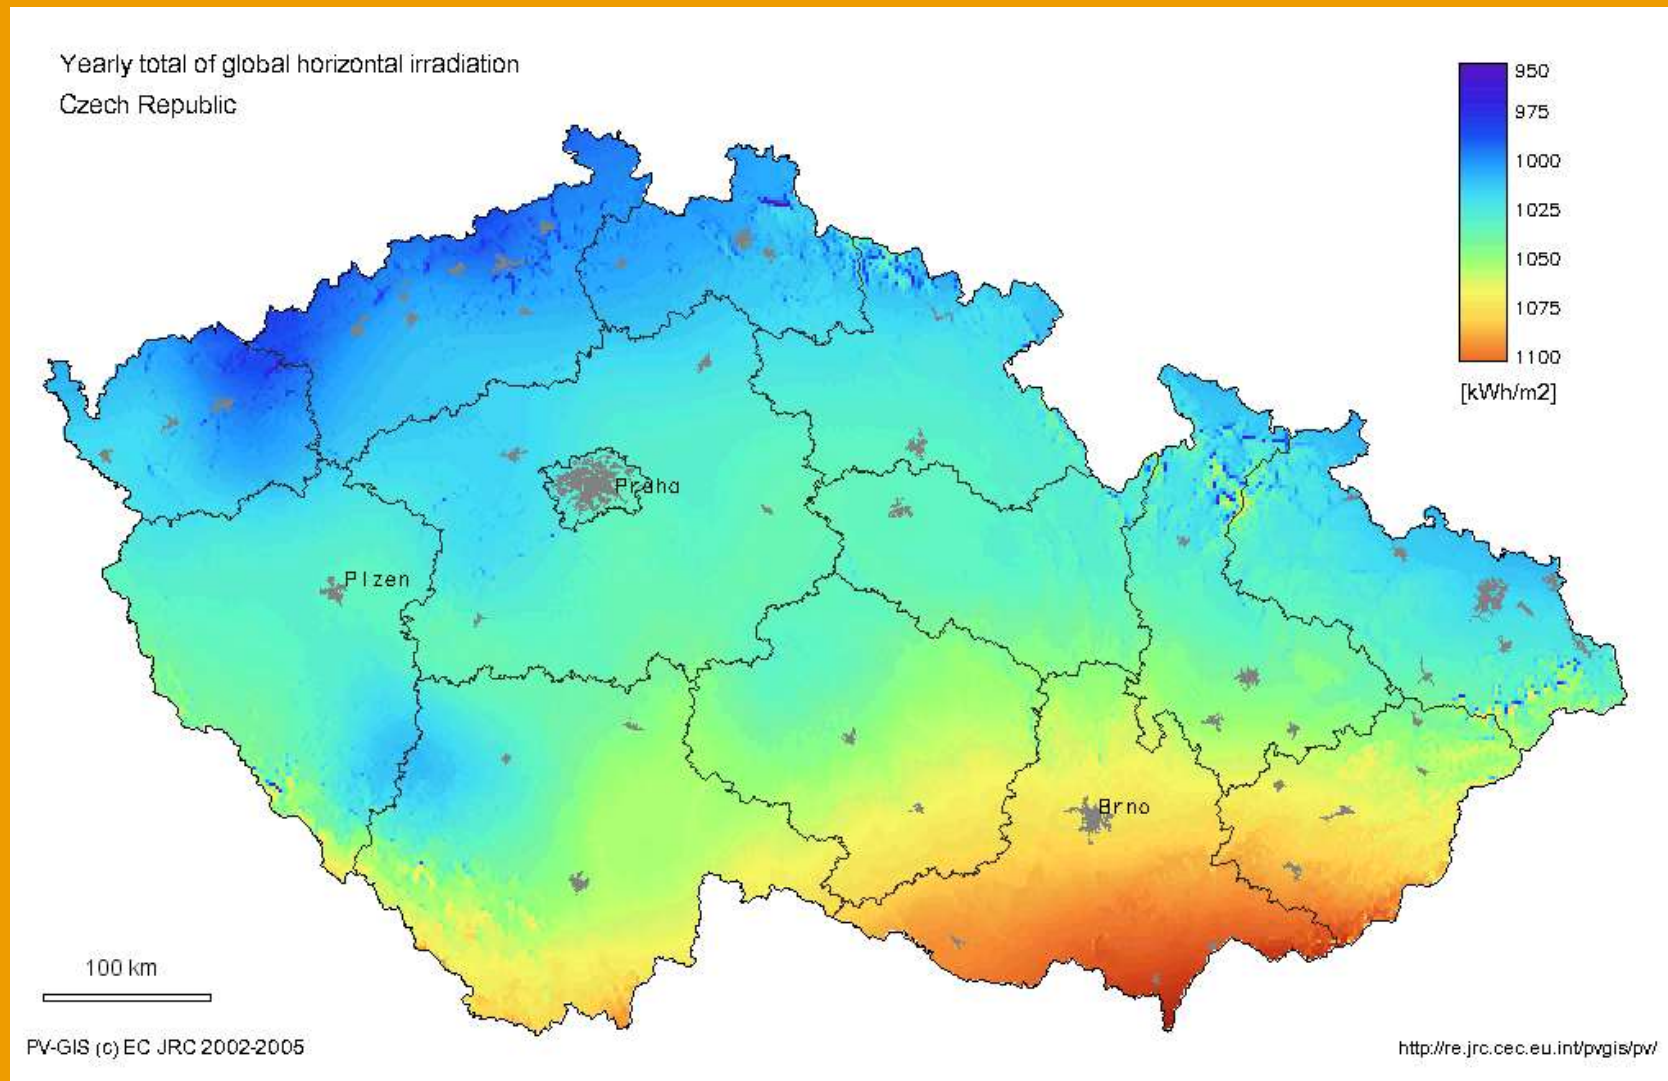 Yearly total of global horizontal irradiation
Czech Republic
950
975
1000
1025
1050
1075
1100
[kWh/m2]
Praha
Plzen
Brno
100 km
PV-GIS (c) EC JRC 2002-2005
http://re.jrc.cec.eu.int/pvgis/pv/